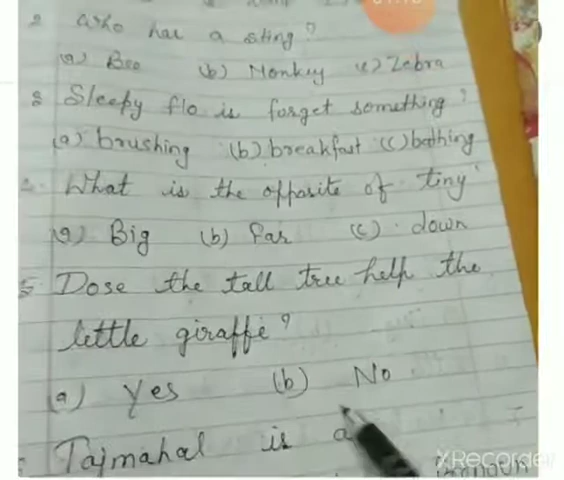 2 who has a sting?
(a) Bee (b) Monkey (c) Zebra
3 Sleepy flo is forget something?
(a) brushing (b) breakfast (c) bathing
What is the opposite of tiny
(a) Big (b) far (c) down
5 Dose the tall tree help the
little giraffe?
(a) Yes (b) No
Tajmahal is a
XRecorder